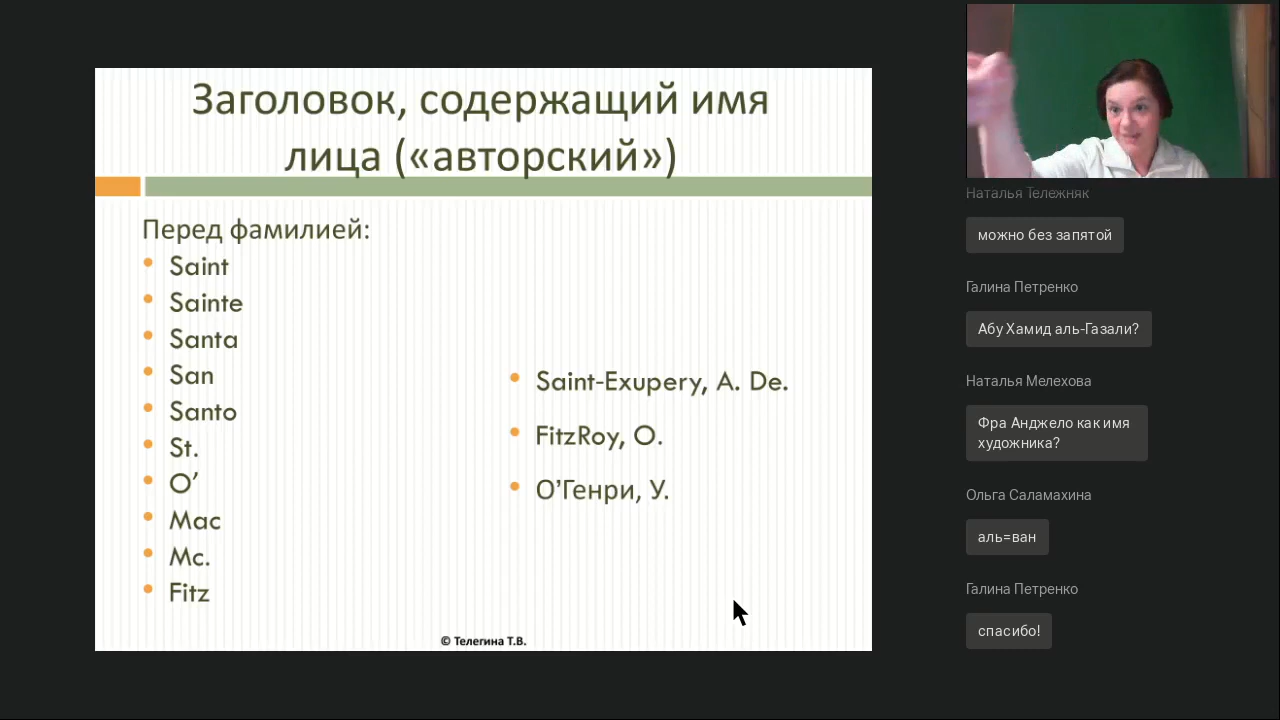 Заголовок, содержащий имя
лица («авторский»)
Перед фамилией:
Saint
Sainte
Santa
San
Santo
St.
O’
Mac
Mc.
Fitz
Saint-Exupery, A. De.
FitzRoy, O.
О’Генри, У.
© Телегина Т.В.
Наталья Тележняк
можно без запятой
Галина Петренко
Абу Хамид аль-Газали?
Наталья Мелехова
Фра Анджело как имя
художника?
Ольга Саламахина
аль=ван
Галина Петренко
спасибо!